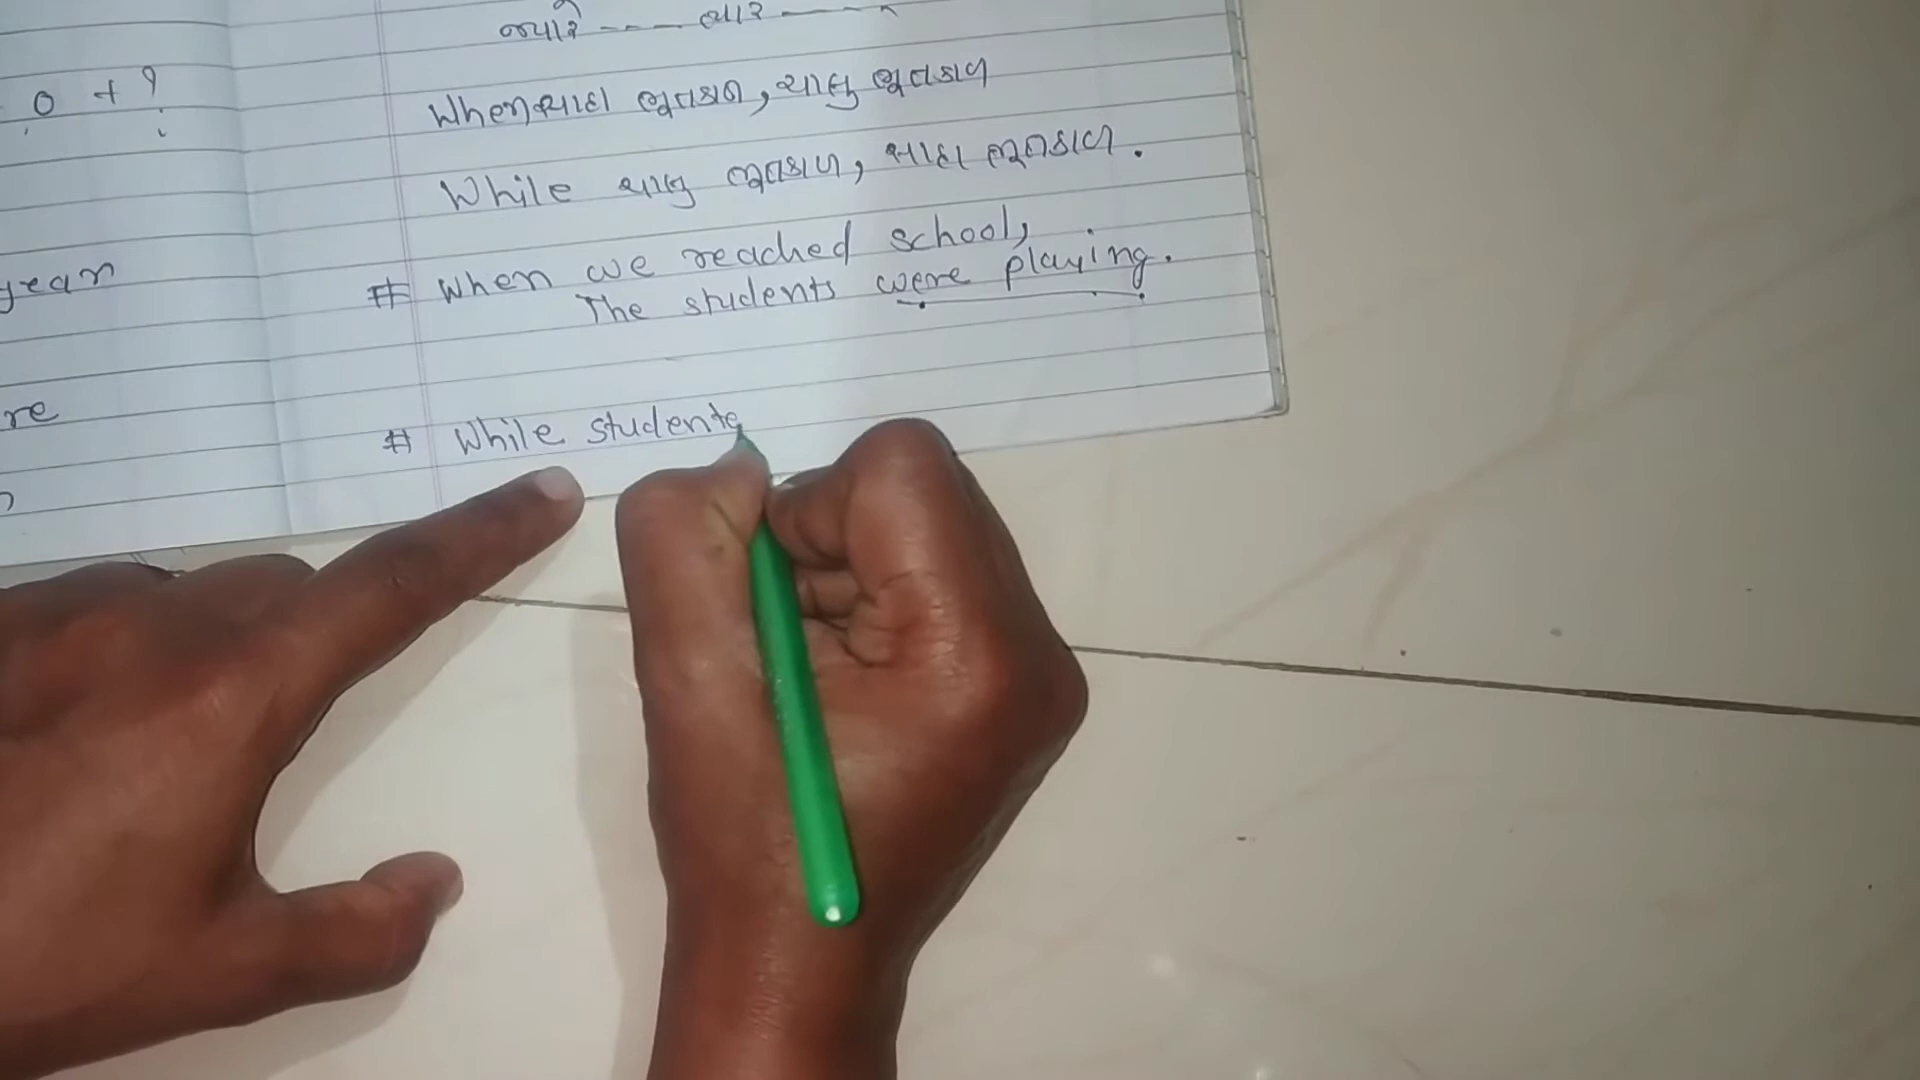 જ્યારે ---- ત્યારે ------
0 + ?
When સાદો ભૂતકાળ, ચાલુ ભૂતકાળ
While ચાલુ ભૂતકાળ, સાદો ભૂતકાળ.
year
# When we reached school,
The students were playing.
re
# While students